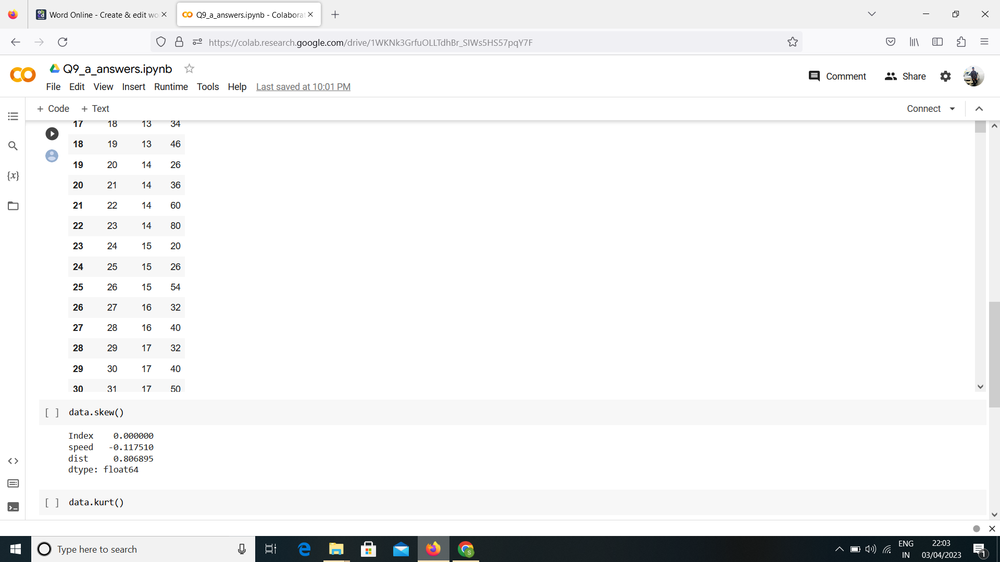 Word Online - Create & edit wo
Q9_a_answers.ipynb - Colaborat
https://colab.research.google.com/drive/1WKNk3GrfuOLLTdhBr_SIWs5HS57pqY7F
Q9_a_answers.ipynb
Comment
Share
File Edit View Insert Runtime Tools Help Last saved at 10:01 PM
+ Code + Text
Connect
17 18 13 34
18 19 13 46
19 20 14 26
20 21 14 36
21 22 14 60
22 23 14 80
23 24 15 20
24 25 15 26
25 26 15 54
26 27 16 32
27 28 16 40
28 29 17 32
29 30 17 40
30 31 17 50
[ ] data.skew()
Index 0.000000
speed -0.117510
dist 0.806895
dtype: float64
[ ] data.kurt()
Type here to search
ENG
IN
22:03
03/04/2023
1